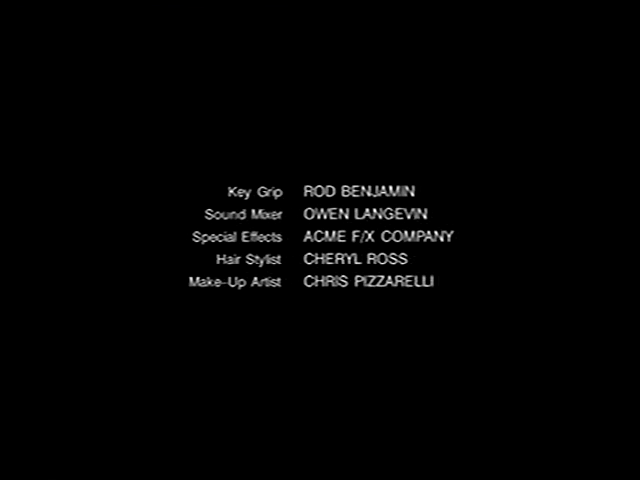 Key Grip ROD BENJAMIN
Sound Mixer OWEN LANGEVIN
Special Effects ACME F/X COMPANY
Hair Stylist CHERYL ROSS
Make-Up Artist CHRIS PIZZARELLI